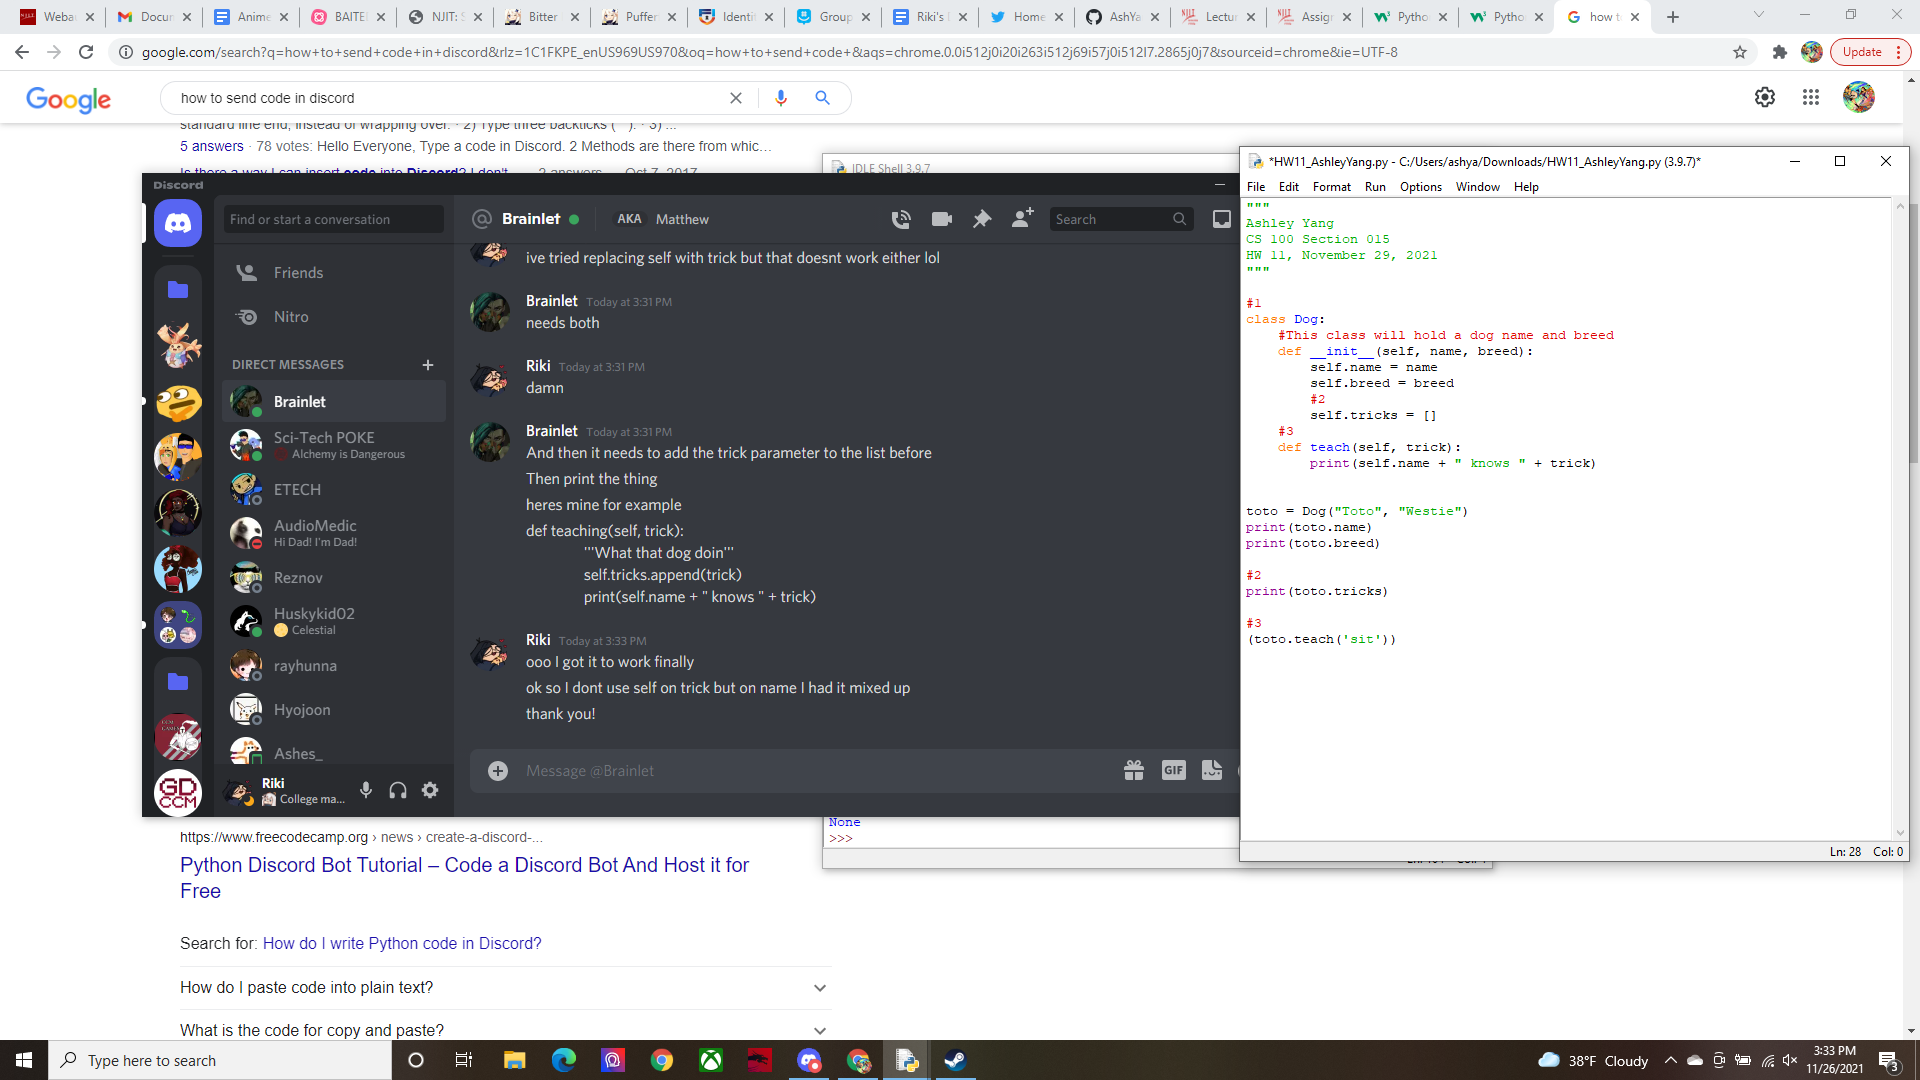 Weba
Docum
Anime
BAITE
NJIT: S
Bitter
Puffer
Identit
Group
Riki's
Home
AshYa
Lectur
Assign
Pytho
Pytho
how t
google.com/search?q=how+to+send+code+in+discord&rlz=1C1FKPE_enUS969US970&oq=how+to+send+code+&aqs=chrome.0.0i512j0i20i263i512j69i57j0i512l7.2865j0j7&sourceid=chrome&ie=UTF-8
Update
Google
how to send code in discord
standard line end, instead of wrapping over. · 2) Type three backticks (```). · 3) ...
5 answers · 78 votes: Hello Everyone, Type a code in Discord. 2 Methods are there from whic...
Is there a way I can insert code into Discord? I don't ... 2 answers Oct 7, 2017
IDLE Shell 3.9.7
Discord
Find or start a conversation
Friends
Nitro
DIRECT MESSAGES
Brainlet
Sci-Tech POKE
Alchemy is Dangerous
ETECH
AudioMedic
Hi Dad! I'm Dad!
Reznov
Huskykid02
Celestial
rayhunna
Hyojoon
Ashes_
GD
CCM
Riki
College ma...
Brainlet AKA Matthew
Search
ive tried replacing self with trick but that doesnt work either lol
Brainlet Today at 3:31 PM
needs both
Riki Today at 3:31 PM
damn
Brainlet Today at 3:31 PM
And then it needs to add the trick parameter to the list before
Then print the thing
heres mine for example
def teaching(self, trick):
'''What that dog doin'''
self.tricks.append(trick)
print(self.name + " knows " + trick)
Riki Today at 3:33 PM
ooo I got it to work finally
ok so I dont use self on trick but on name I had it mixed up
thank you!
Message @Brainlet
GIF
*HW11_AshleyYang.py - C:/Users/ashya/Downloads/HW11_AshleyYang.py (3.9.7)*
File Edit Format Run Options Window Help
"""
Ashley Yang
CS 100 Section 015
HW 11, November 29, 2021
"""
#1
class Dog:
#This class will hold a dog name and breed
def __init__(self, name, breed):
self.name = name
self.breed = breed
#2
self.tricks = []
#3
def teach(self, trick):
print(self.name + " knows " + trick)
toto = Dog("Toto", "Westie")
print(toto.name)
print(toto.breed)
#2
print(toto.tricks)
#3
(toto.teach('sit'))
Ln: 28 Col: 0
None
>>>
https://www.freecodecamp.org › news › create-a-discord-...
Python Discord Bot Tutorial – Code a Discord Bot And Host it for
Free
Search for: How do I write Python code in Discord?
How do I paste code into plain text?
What is the code for copy and paste?
Type here to search
38°F Cloudy
3:33 PM
11/26/2021
3